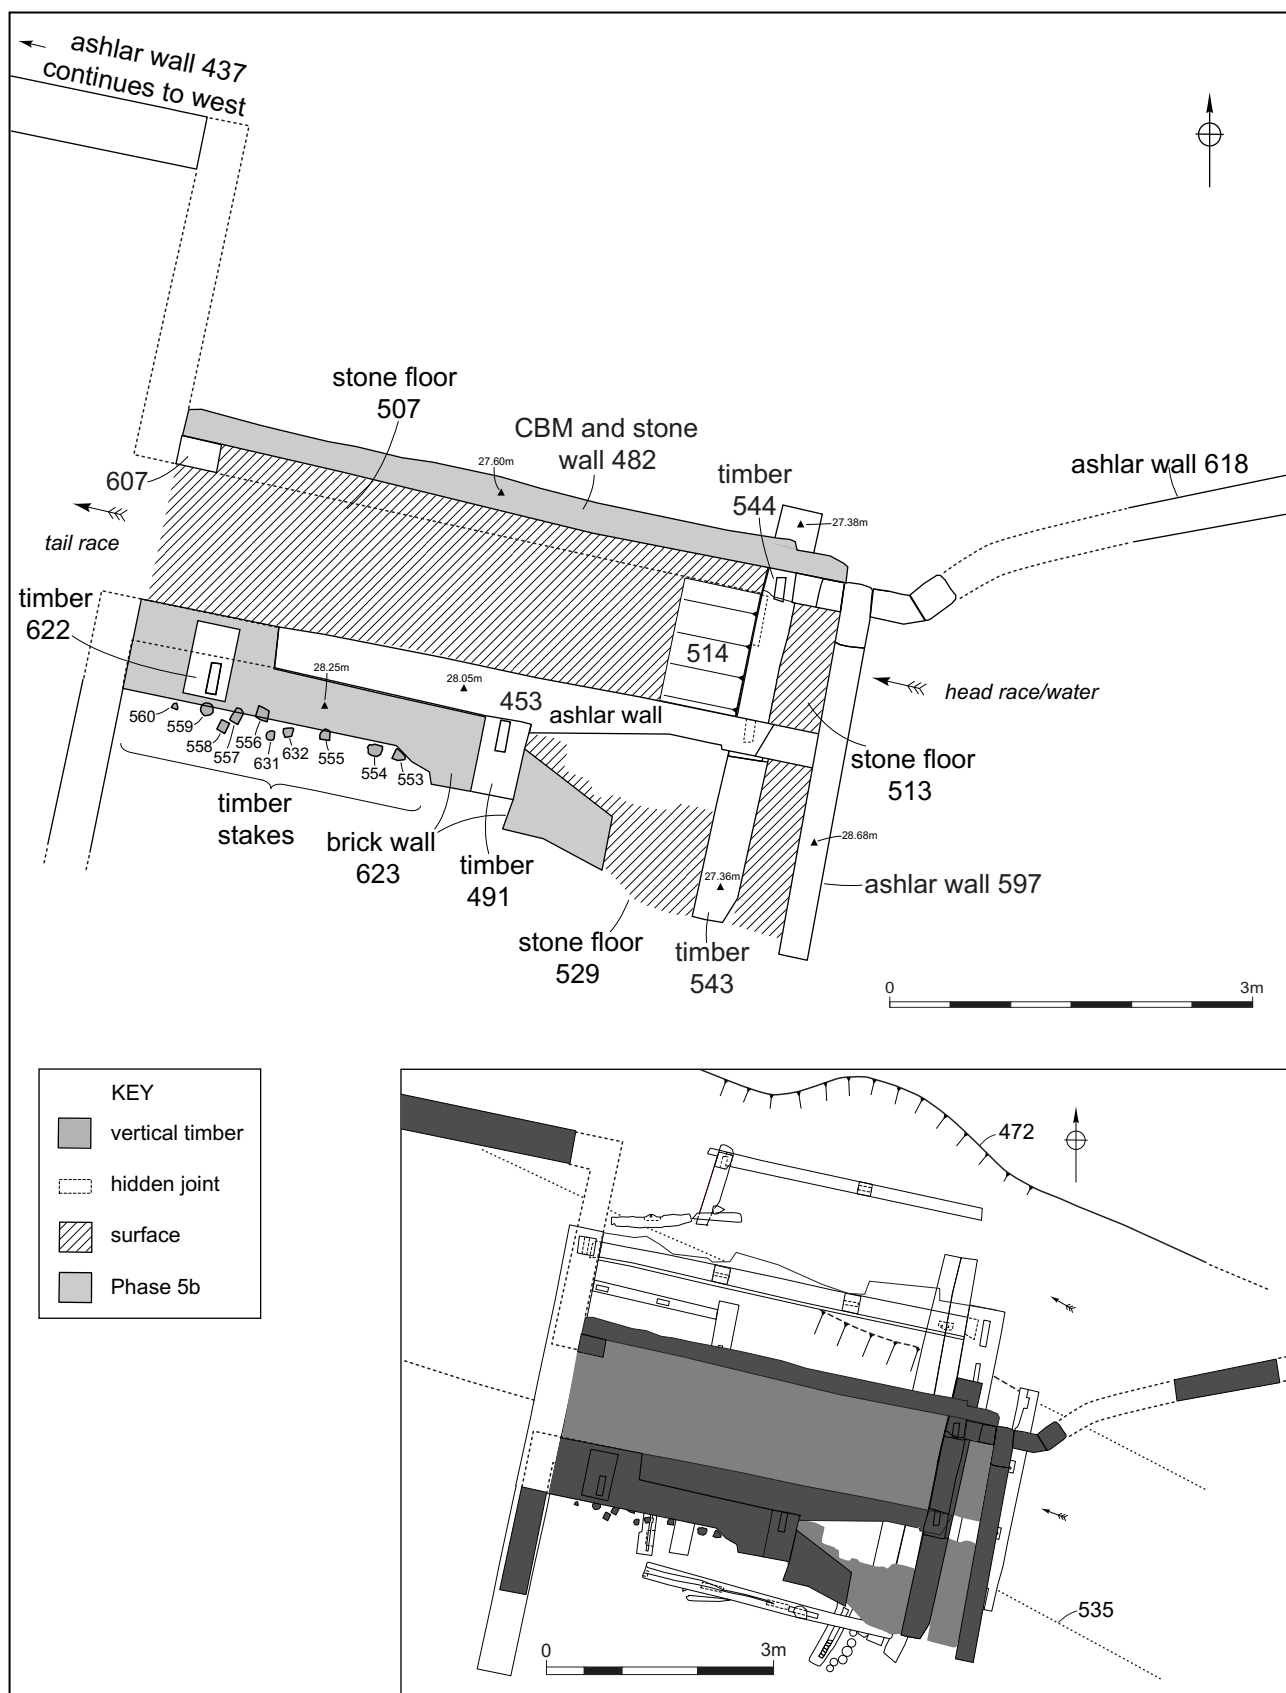 ashlar wall 437
continues to west
stone floor
507
CBM and stone
wall 482
27.60m
timber
544
27.38m
ashlar wall 618
607
tail race
timber
622
28.25m
28.05m
453
ashlar wall
514
head race/water
stone floor
513
560
559
558
557
556
631
632
555
554
553
timber
stakes
brick wall
623
timber
491
28.68m
27.36m
ashlar wall 597
stone floor
529
timber
543
0 3m
KEY
vertical timber
hidden joint
surface
Phase 5b
472
535
0 3m